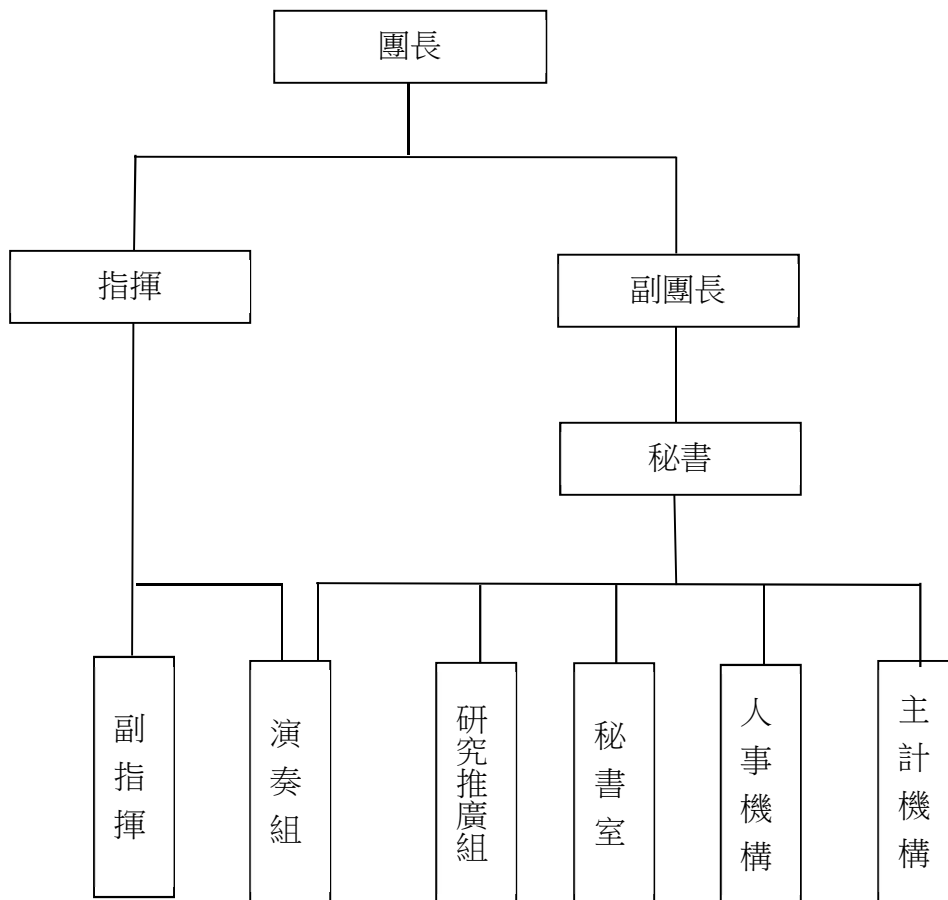 團長
指揮
副團長
秘書
副指揮
演奏組
研究推廣組
秘書室
人事機構
主計機構